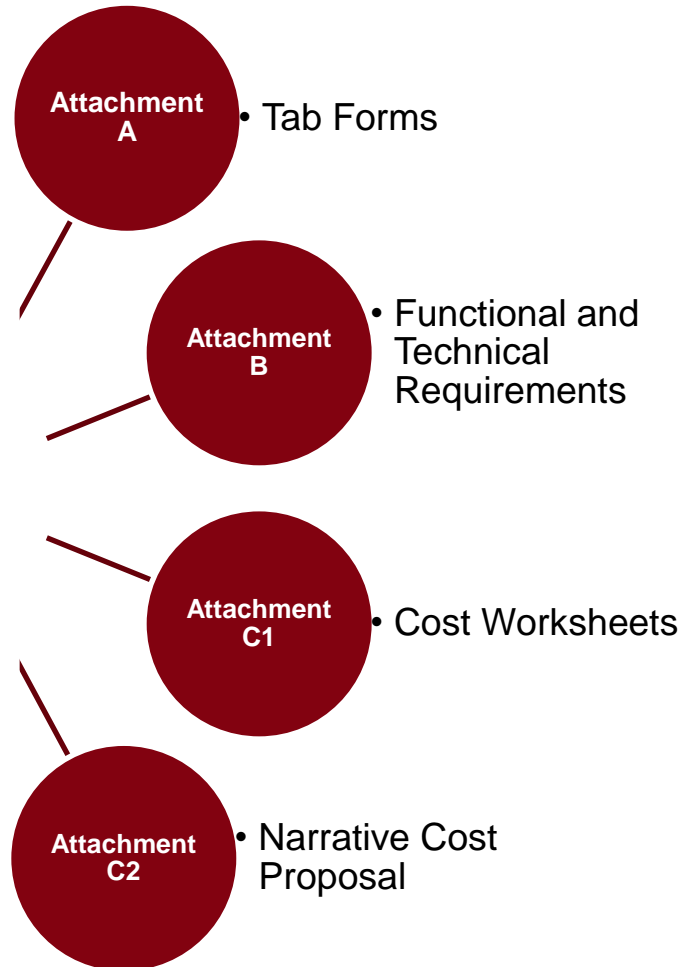 Attachment
A
• Tab Forms
Attachment
B
• Functional and
Technical
Requirements
Attachment
C1
• Cost Worksheets
Attachment
C2
• Narrative Cost
Proposal